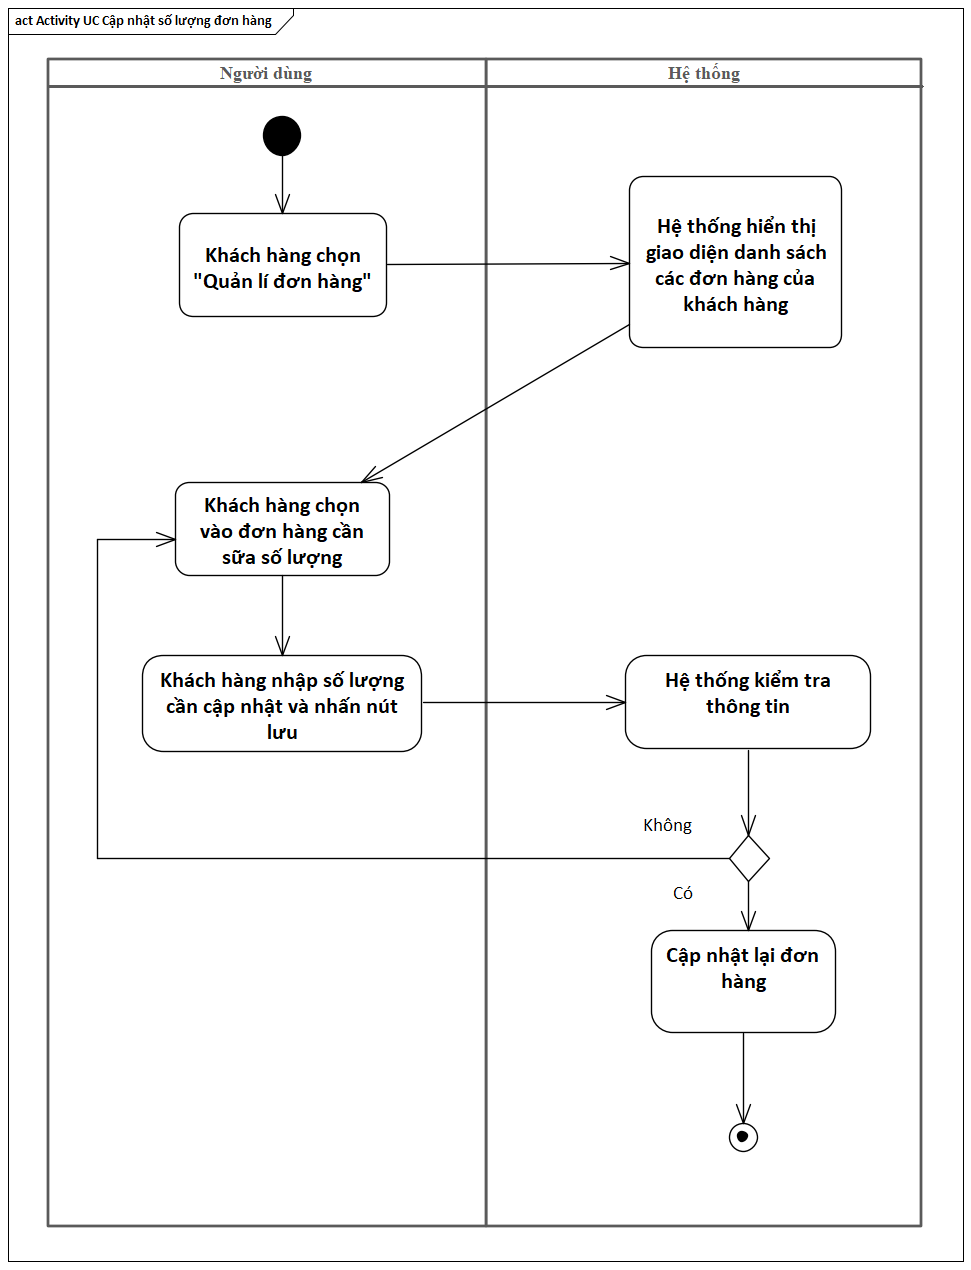 act Activity UC Cập nhật số lượng đơn hàng
Người dùng
Hệ thống
Khách hàng chọn
"Quản lí đơn hàng"
Hệ thống hiển thị
giao diện danh sách
các đơn hàng của
khách hàng
Khách hàng chọn
vào đơn hàng cần
sữa số lượng
Khách hàng nhập số lượng
cần cập nhật và nhấn nút
lưu
Hệ thống kiểm tra
thông tin
Không
Có
Cập nhật lại đơn
hàng